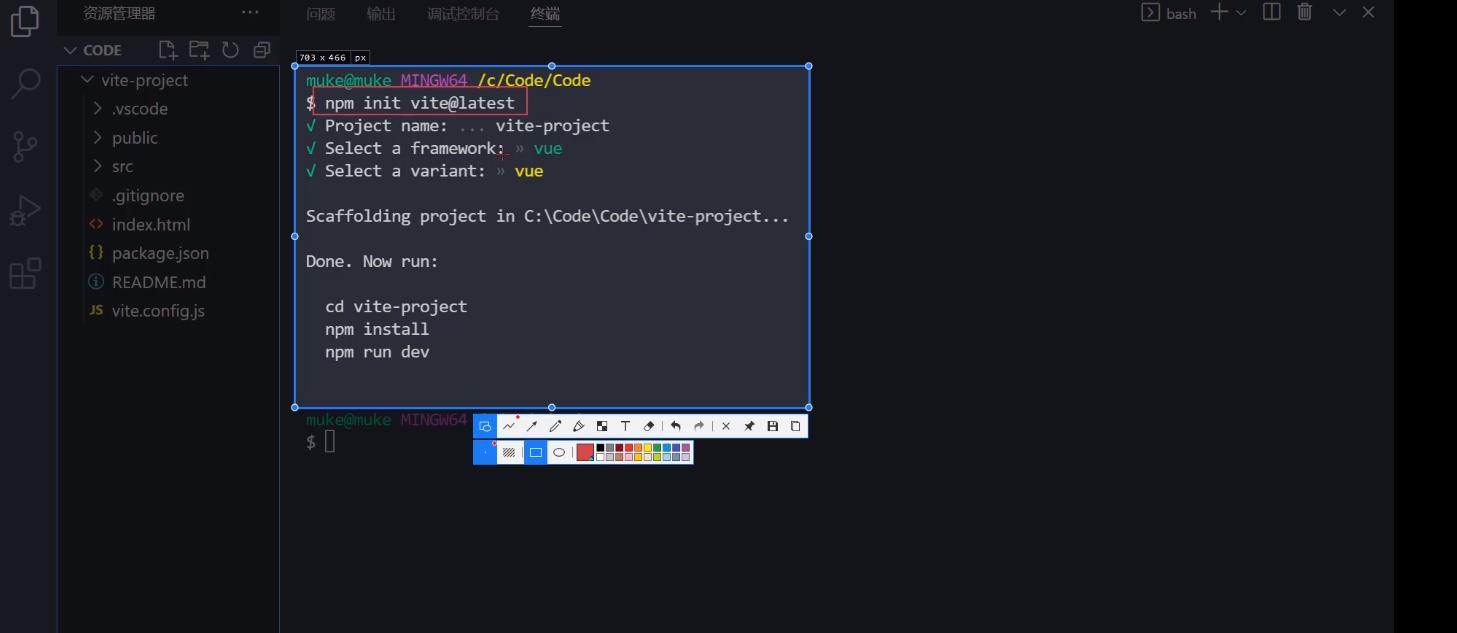 资源管理器
问题 输出 调试控制台 终端
bash
CODE
vite-project
.vscode
public
src
.gitignore
index.html
package.json
README.md
JS vite.config.js
703 x 466 px
muke@muke MINGW64 /c/Code/Code
$ npm init vite@latest
√ Project name: ... vite-project
√ Select a framework: » vue
√ Select a variant: » vue
Scaffolding project in C:\Code\Code\vite-project...
Done. Now run:
cd vite-project
npm install
npm run dev
muke@muke MINGW64
$